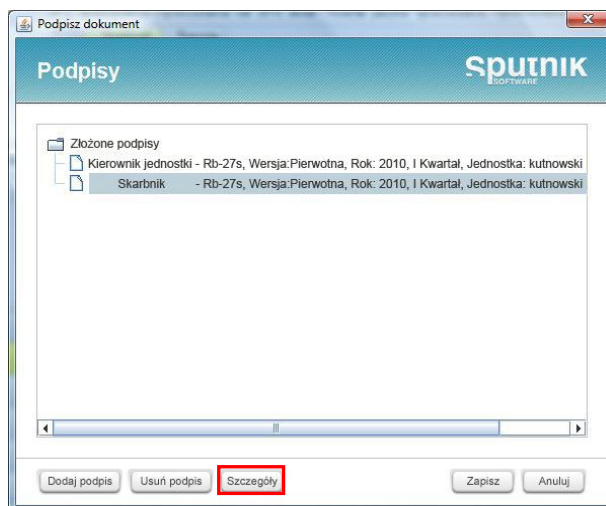 Podpisz dokument
Podpisy
Sputnik
SOFTWARE
Złożone podpisy
Kierownik jednostki - Rb-27s, Wersja:Pierwotna, Rok: 2010, I Kwartał, Jednostka: kutnowski
Skarbnik - Rb-27s, Wersja:Pierwotna, Rok: 2010, I Kwartał, Jednostka: kutnowski
Dodaj podpis Usuń podpis Szczegóły Zapisz Anuluj